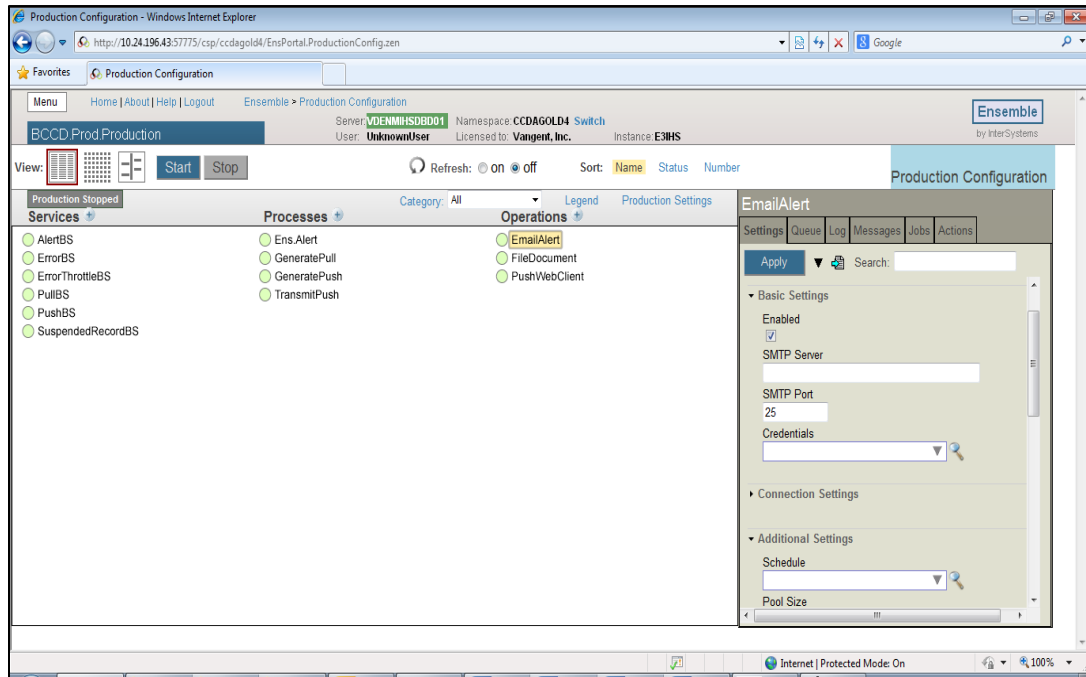 Production Configuration - Windows Internet Explorer
http://10.24.196.43:57775/csp/ccdagold4/EnsPortal.ProductionConfig.zen
Google
Favorites
Production Configuration
Menu
Home | About | Help | Logout
Ensemble > Production Configuration
Server: VDENMIHSDBD01 Namespace: CCDAGOLD4 Switch
User: UnknownUser Licensed to: Vangent, Inc. Instance: E3IHS
Ensemble
by InterSystems
BCCD.Prod.Production
View:
Start
Stop
Refresh: on off
Sort: Name Status Number
Production Configuration
Production Stopped
Category: All
Legend
Production Settings
Services
Processes
Operations
AlertBS
ErrorBS
ErrorThrottleBS
PullBS
PushBS
SuspendedRecordBS
Ens.Alert
GeneratePull
GeneratePush
TransmitPush
EmailAlert
FileDocument
PushWebClient
EmailAlert
Settings Queue Log Messages Jobs Actions
Apply
Search:
Basic Settings
Enabled
SMTP Server
SMTP Port
25
Credentials
Connection Settings
Additional Settings
Schedule
Pool Size
Internet | Protected Mode: On
100%